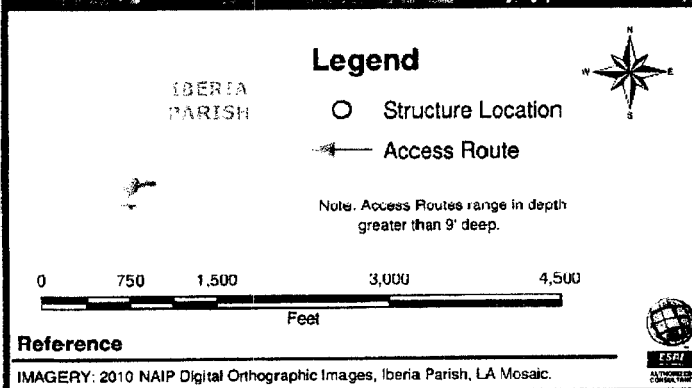 Legend
IBERIA
PARISH
N
W E
S
Structure Location
Access Route
Note: Access Routes range in depth
greater than 9' deep.
0 750 1,500 3,000 4,500
Feet
Reference
IMAGERY: 2010 NAIP Digital Orthographic Images, Iberia Parish, LA Mosaic.
ESRI
AUTHORIZED
CONSULTANT